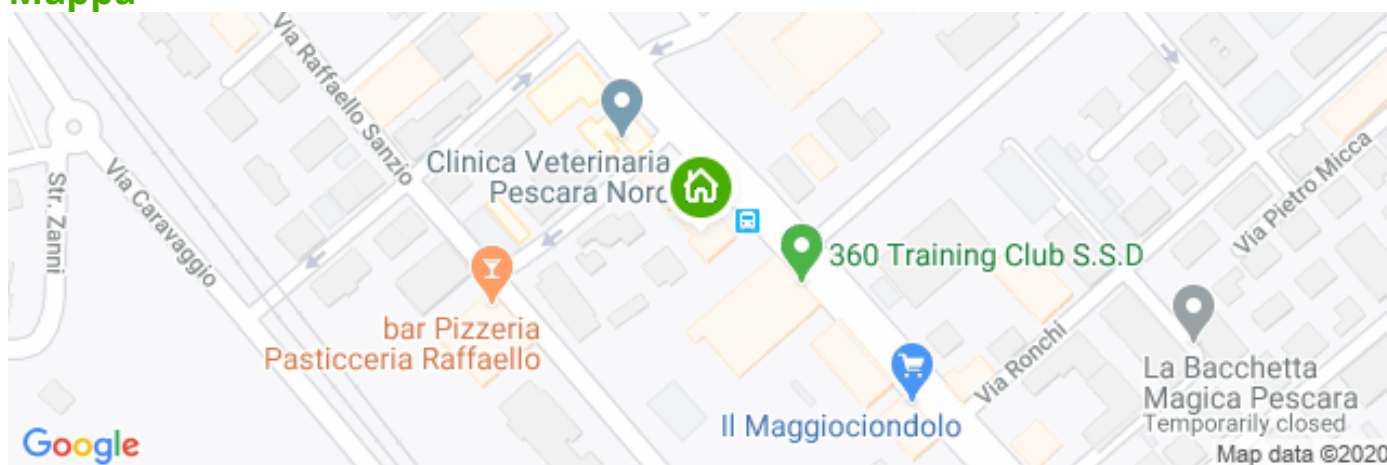 Mappa
Via Raffaello Sanzio
Clinica Veterinaria
Pescara Nord
Via Pietro Micca
Str. Zanni
Via Caravaggio
360 Training Club S.S.D
bar Pizzeria
Pasticceria Raffaello
Via Ronchi
La Bacchetta
Magica Pescara
Temporarily closed
Il Maggiociondolo
Google
Map data ©2020